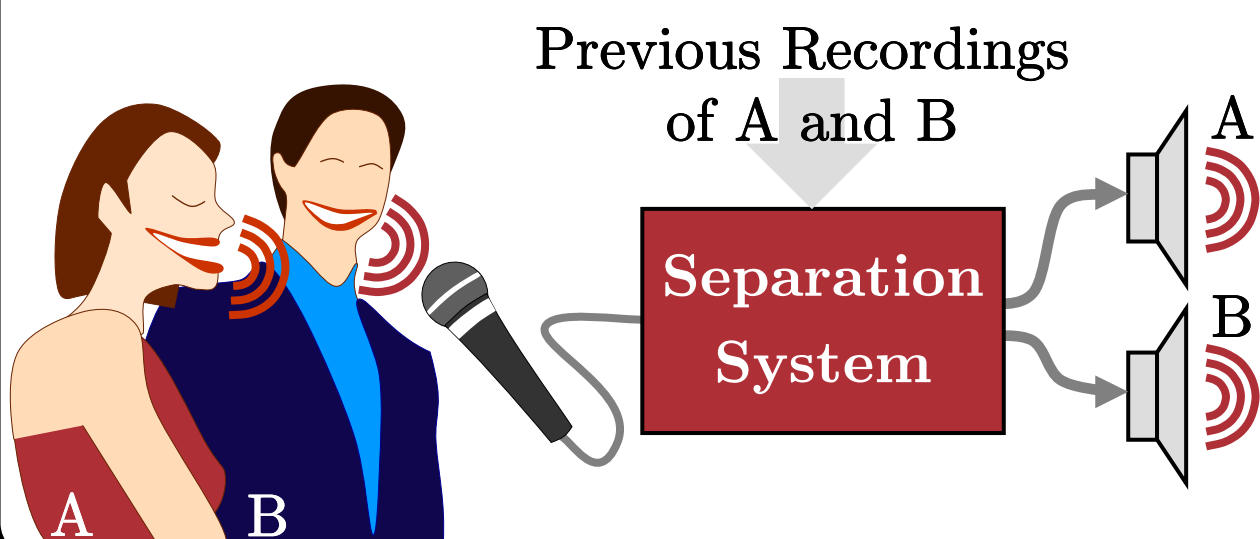 Previous Recordings
of A and B
A
Separation
System
B
A
B